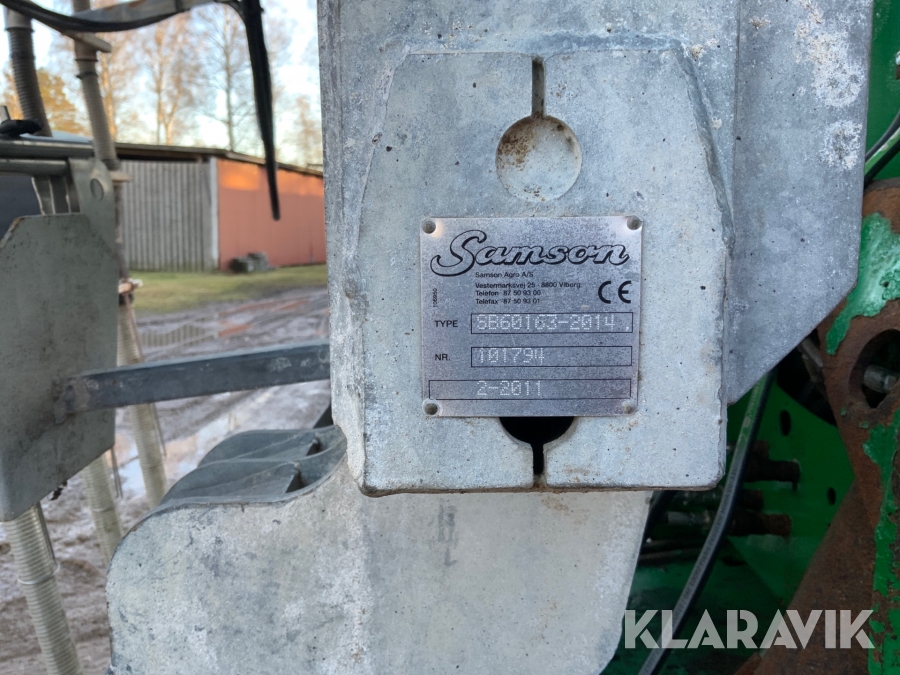 Samson
Samson Agro A/S
Vestermarksvej 25 - 8800 Viborg
Telefon 87 50 93 00
Telefax 87 50 93 01
CE
TYPE SB60163-2014
NR. 101794
2-2011
KLARAVIK